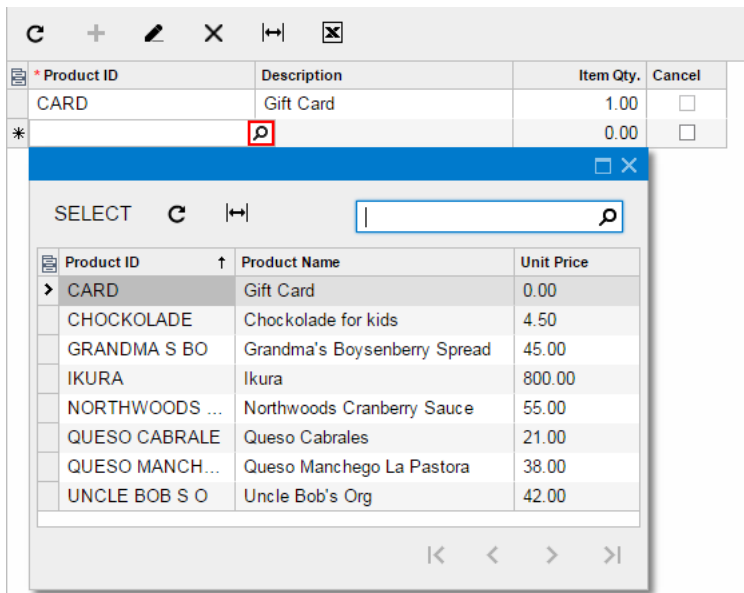 * Product ID Description Item Qty. Cancel
CARD Gift Card 1.00
0.00
SELECT
Product ID Product Name Unit Price
CARD Gift Card 0.00
CHOCKOLADE Chockolade for kids 4.50
GRANDMA S BO Grandma's Boysenberry Spread 45.00
IKURA Ikura 800.00
NORTHWOODS ... Northwoods Cranberry Sauce 55.00
QUESO CABRALE Queso Cabrales 21.00
QUESO MANCH... Queso Manchego La Pastora 38.00
UNCLE BOB S O Uncle Bob's Org 42.00